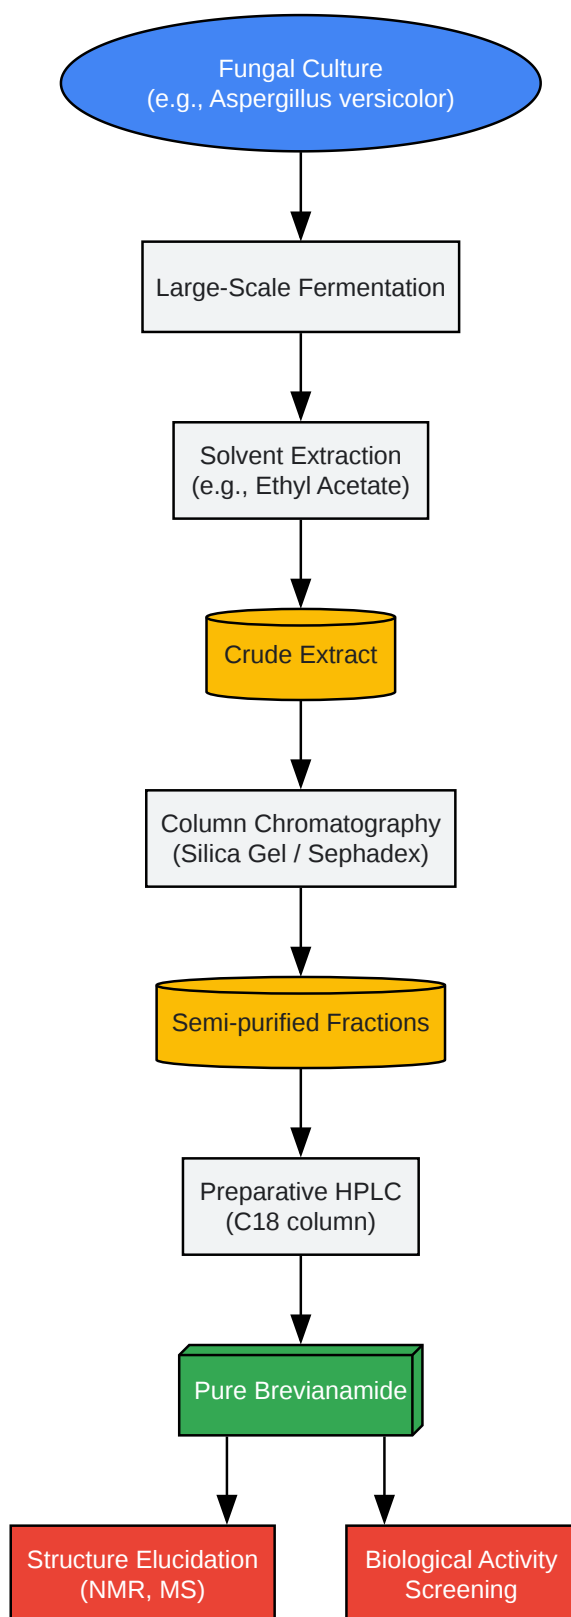 Fungal Culture
(e.g., Aspergillus versicolor)
Large-Scale Fermentation
Solvent Extraction
(e.g., Ethyl Acetate)
Crude Extract
Column Chromatography
(Silica Gel / Sephadex)
Semi-purified Fractions
Preparative HPLC
(C18 column)
Pure Brevianamide
Structure Elucidation
(NMR, MS)
Biological Activity
Screening